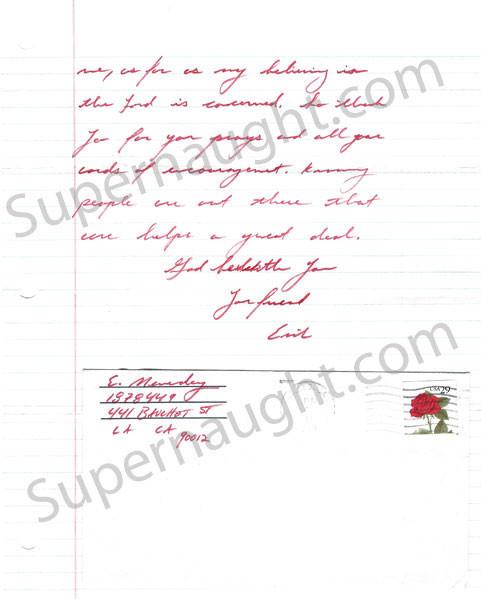 me, as far as my believing in
the Lord is concerned. So thank
you for your prayers and all your
words of encouragement. Knowing
people are out there that
care helps a great deal.
God be with you
Your friend
Erik
E. Menendez
1878449
441 BAUCHET ST
LA CA
90012
USA 29
Supernaught.com
Supernaught.com
Supernaught.com